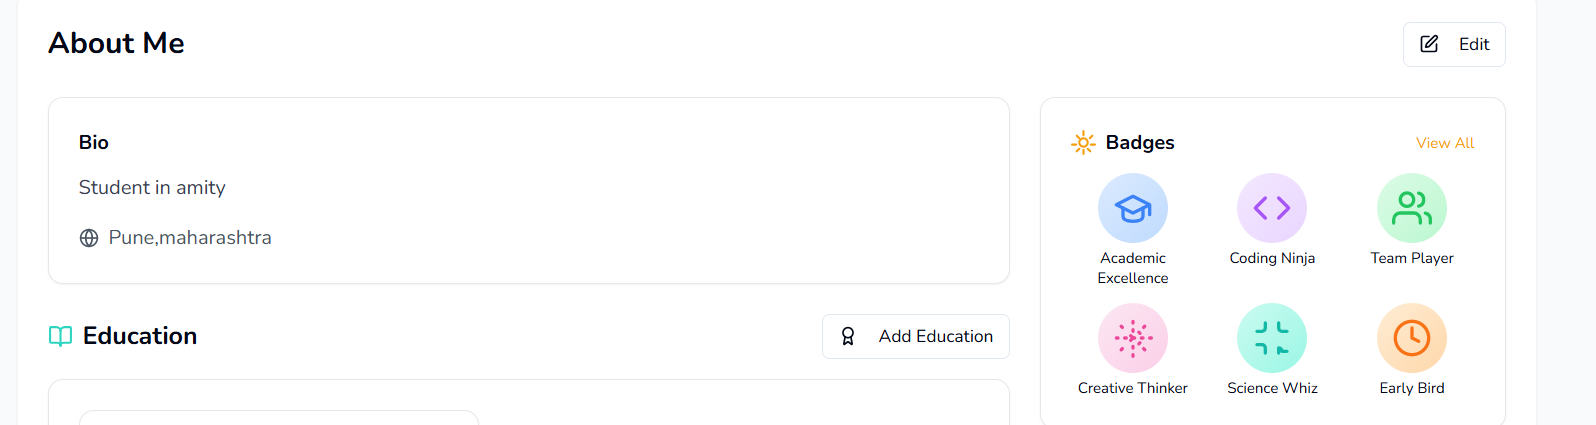 About Me
Edit
Bio
Student in amity
Pune,maharashtra
Education
Add Education
Badges
View All
Academic
Excellence
Coding Ninja
Team Player
Creative Thinker
Science Whiz
Early Bird